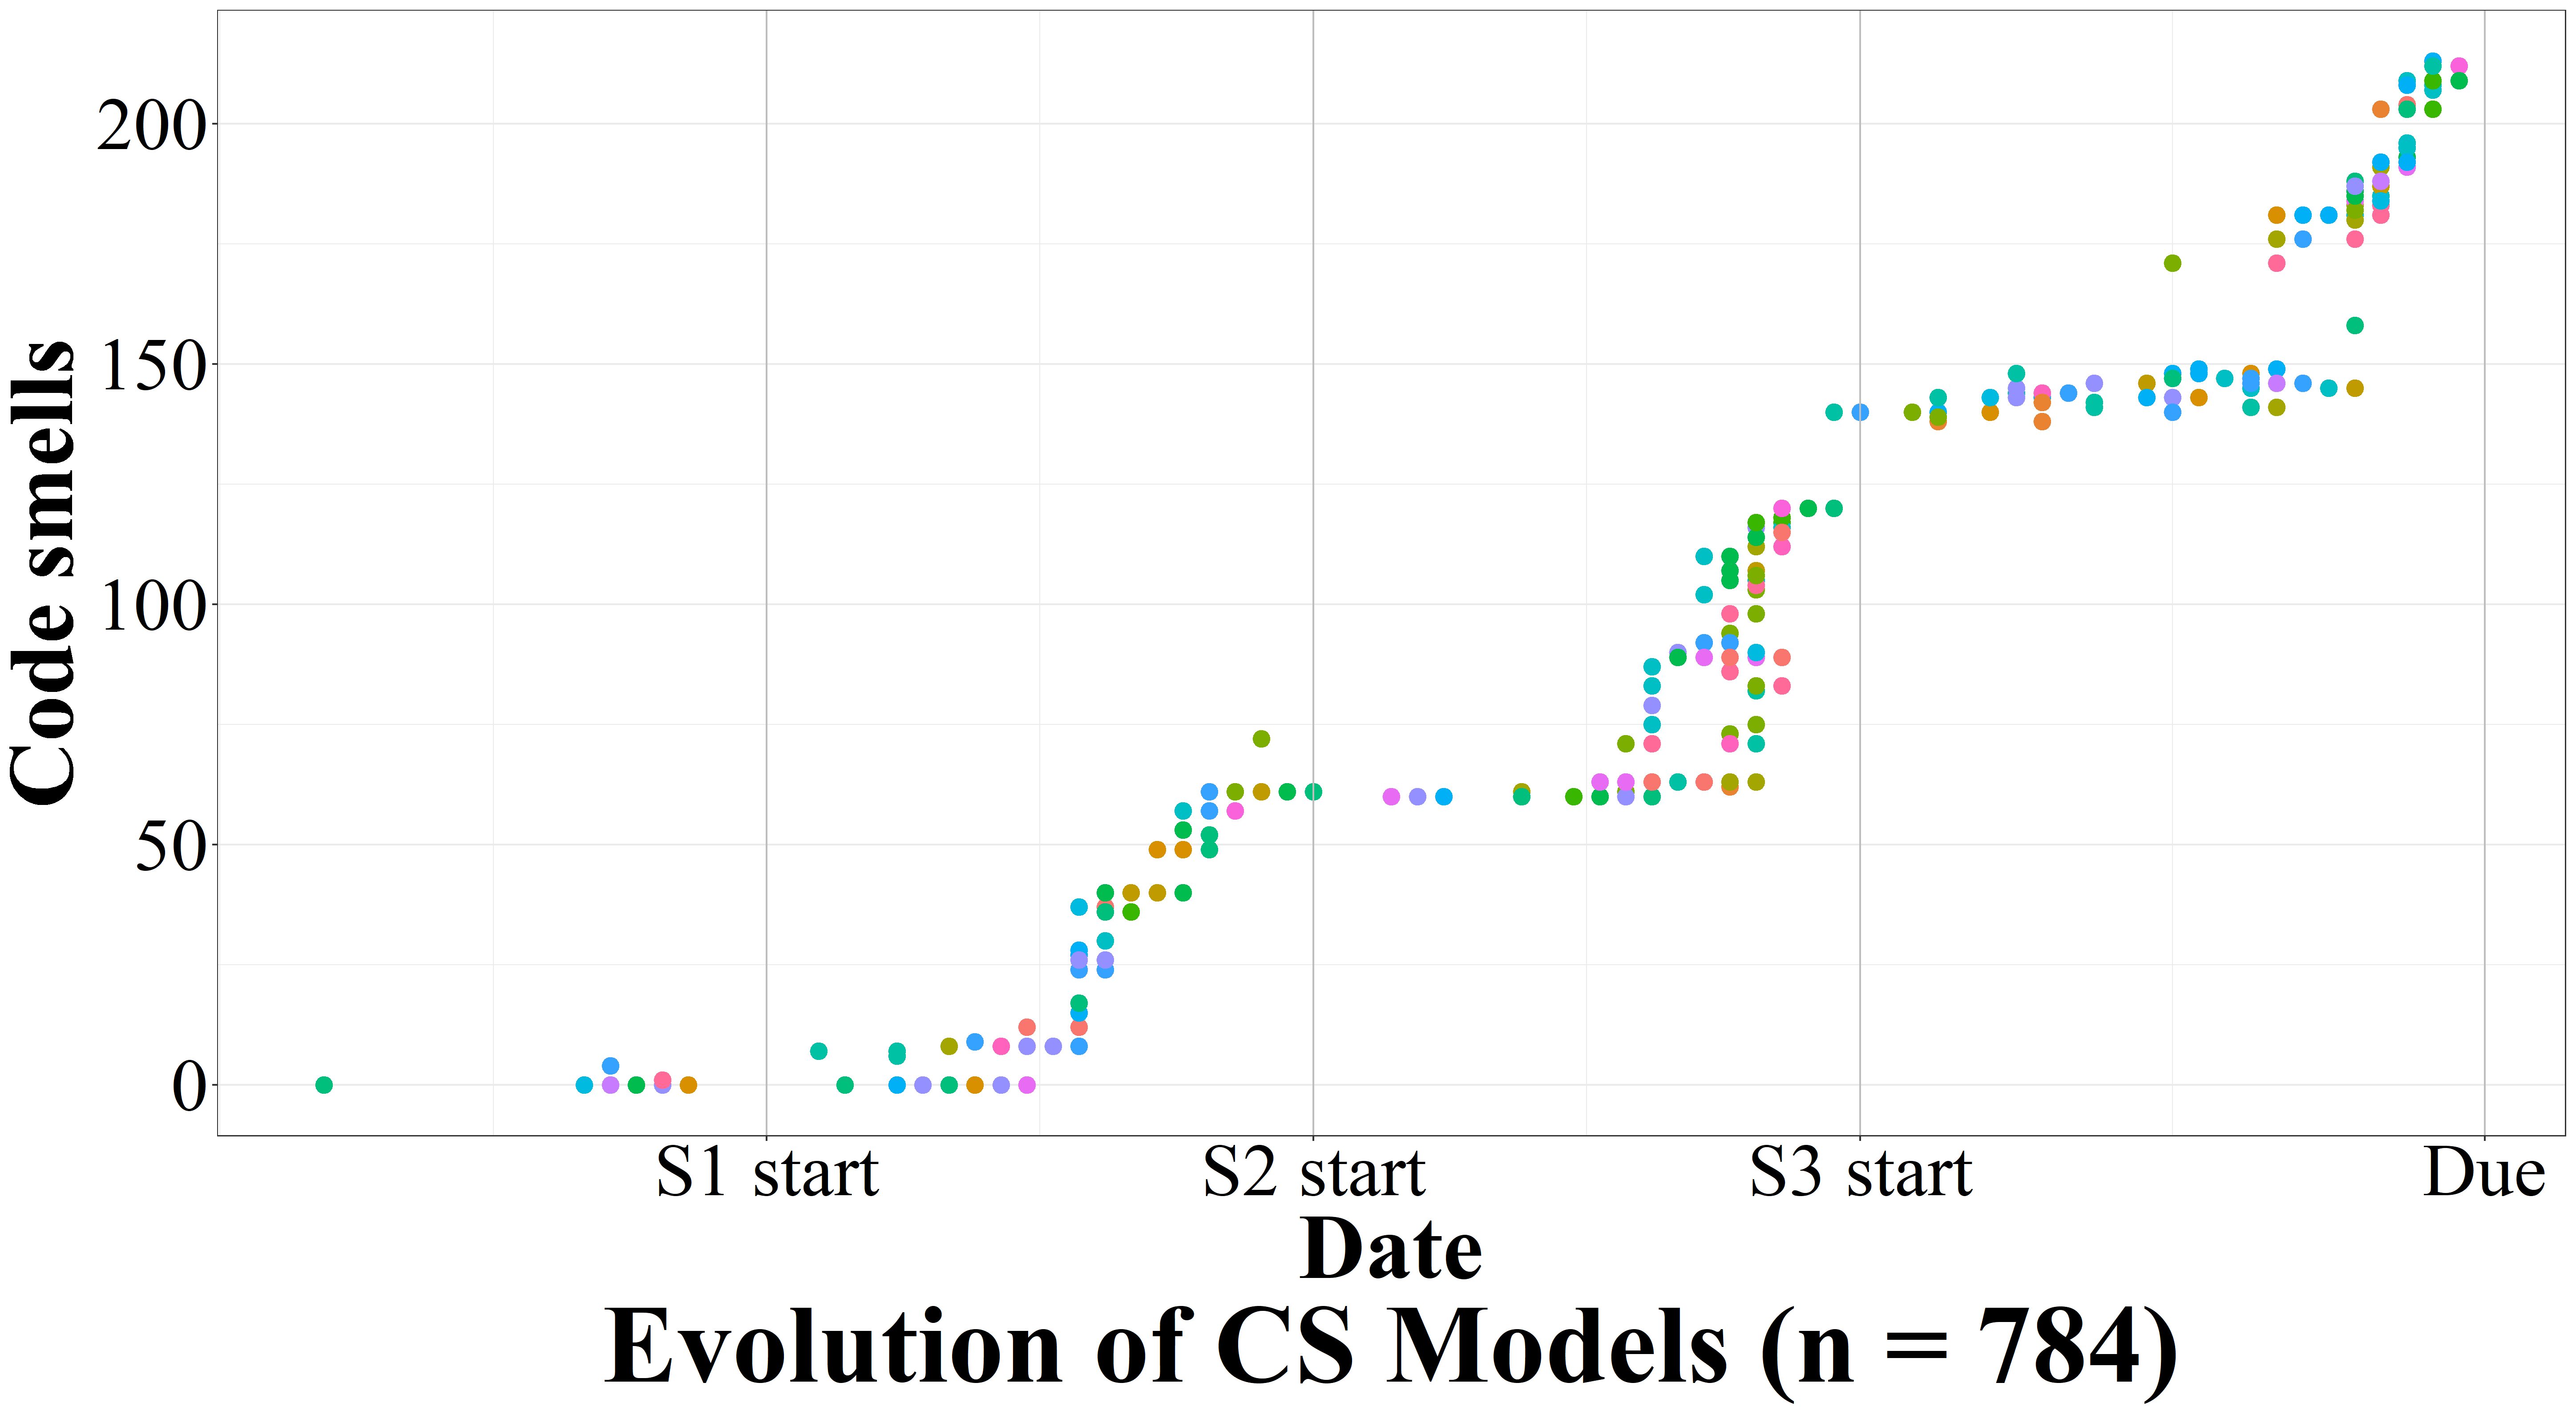 Code smells
200
150
100
50
0
S1 start S2 start S3 start Due
Date
Evolution of CS Models (n = 784)